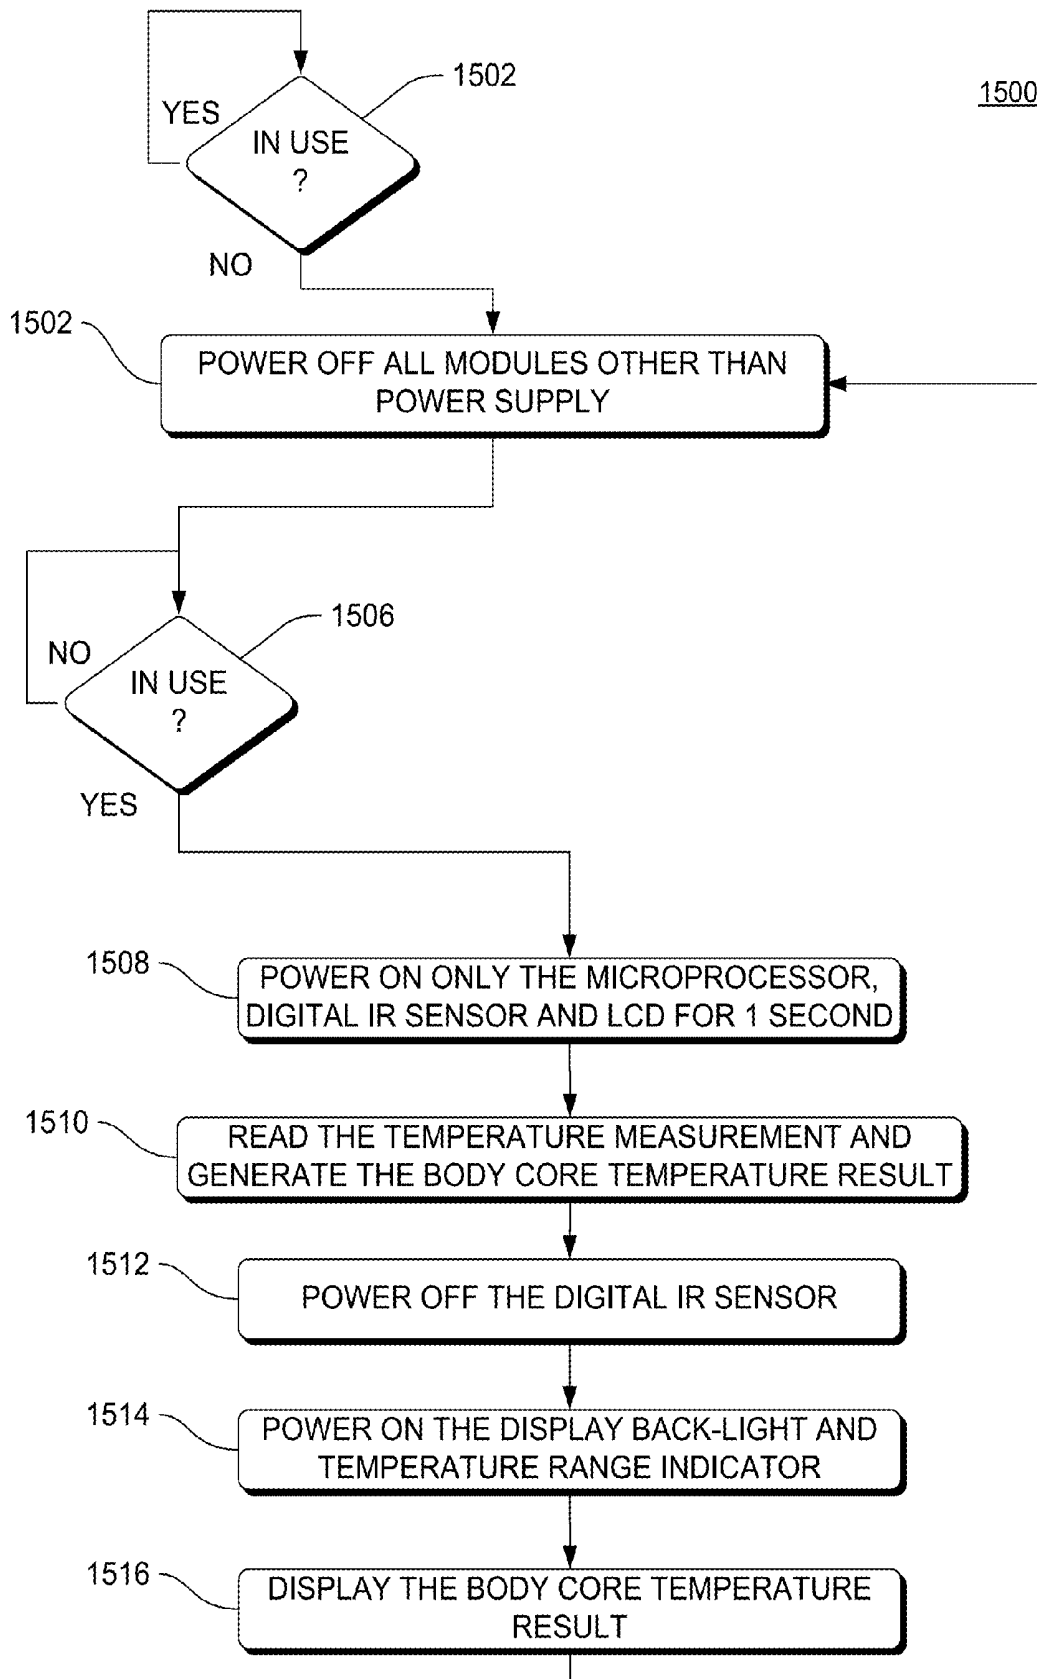 1502
1500
YES
IN USE
?
NO
1502
POWER OFF ALL MODULES OTHER THAN
POWER SUPPLY
1506
NO
IN USE
?
YES
1508
POWER ON ONLY THE MICROPROCESSOR,
DIGITAL IR SENSOR AND LCD FOR 1 SECOND
1510
READ THE TEMPERATURE MEASUREMENT AND
GENERATE THE BODY CORE TEMPERATURE RESULT
1512
POWER OFF THE DIGITAL IR SENSOR
1514
POWER ON THE DISPLAY BACK-LIGHT AND
TEMPERATURE RANGE INDICATOR
1516
DISPLAY THE BODY CORE TEMPERATURE
RESULT